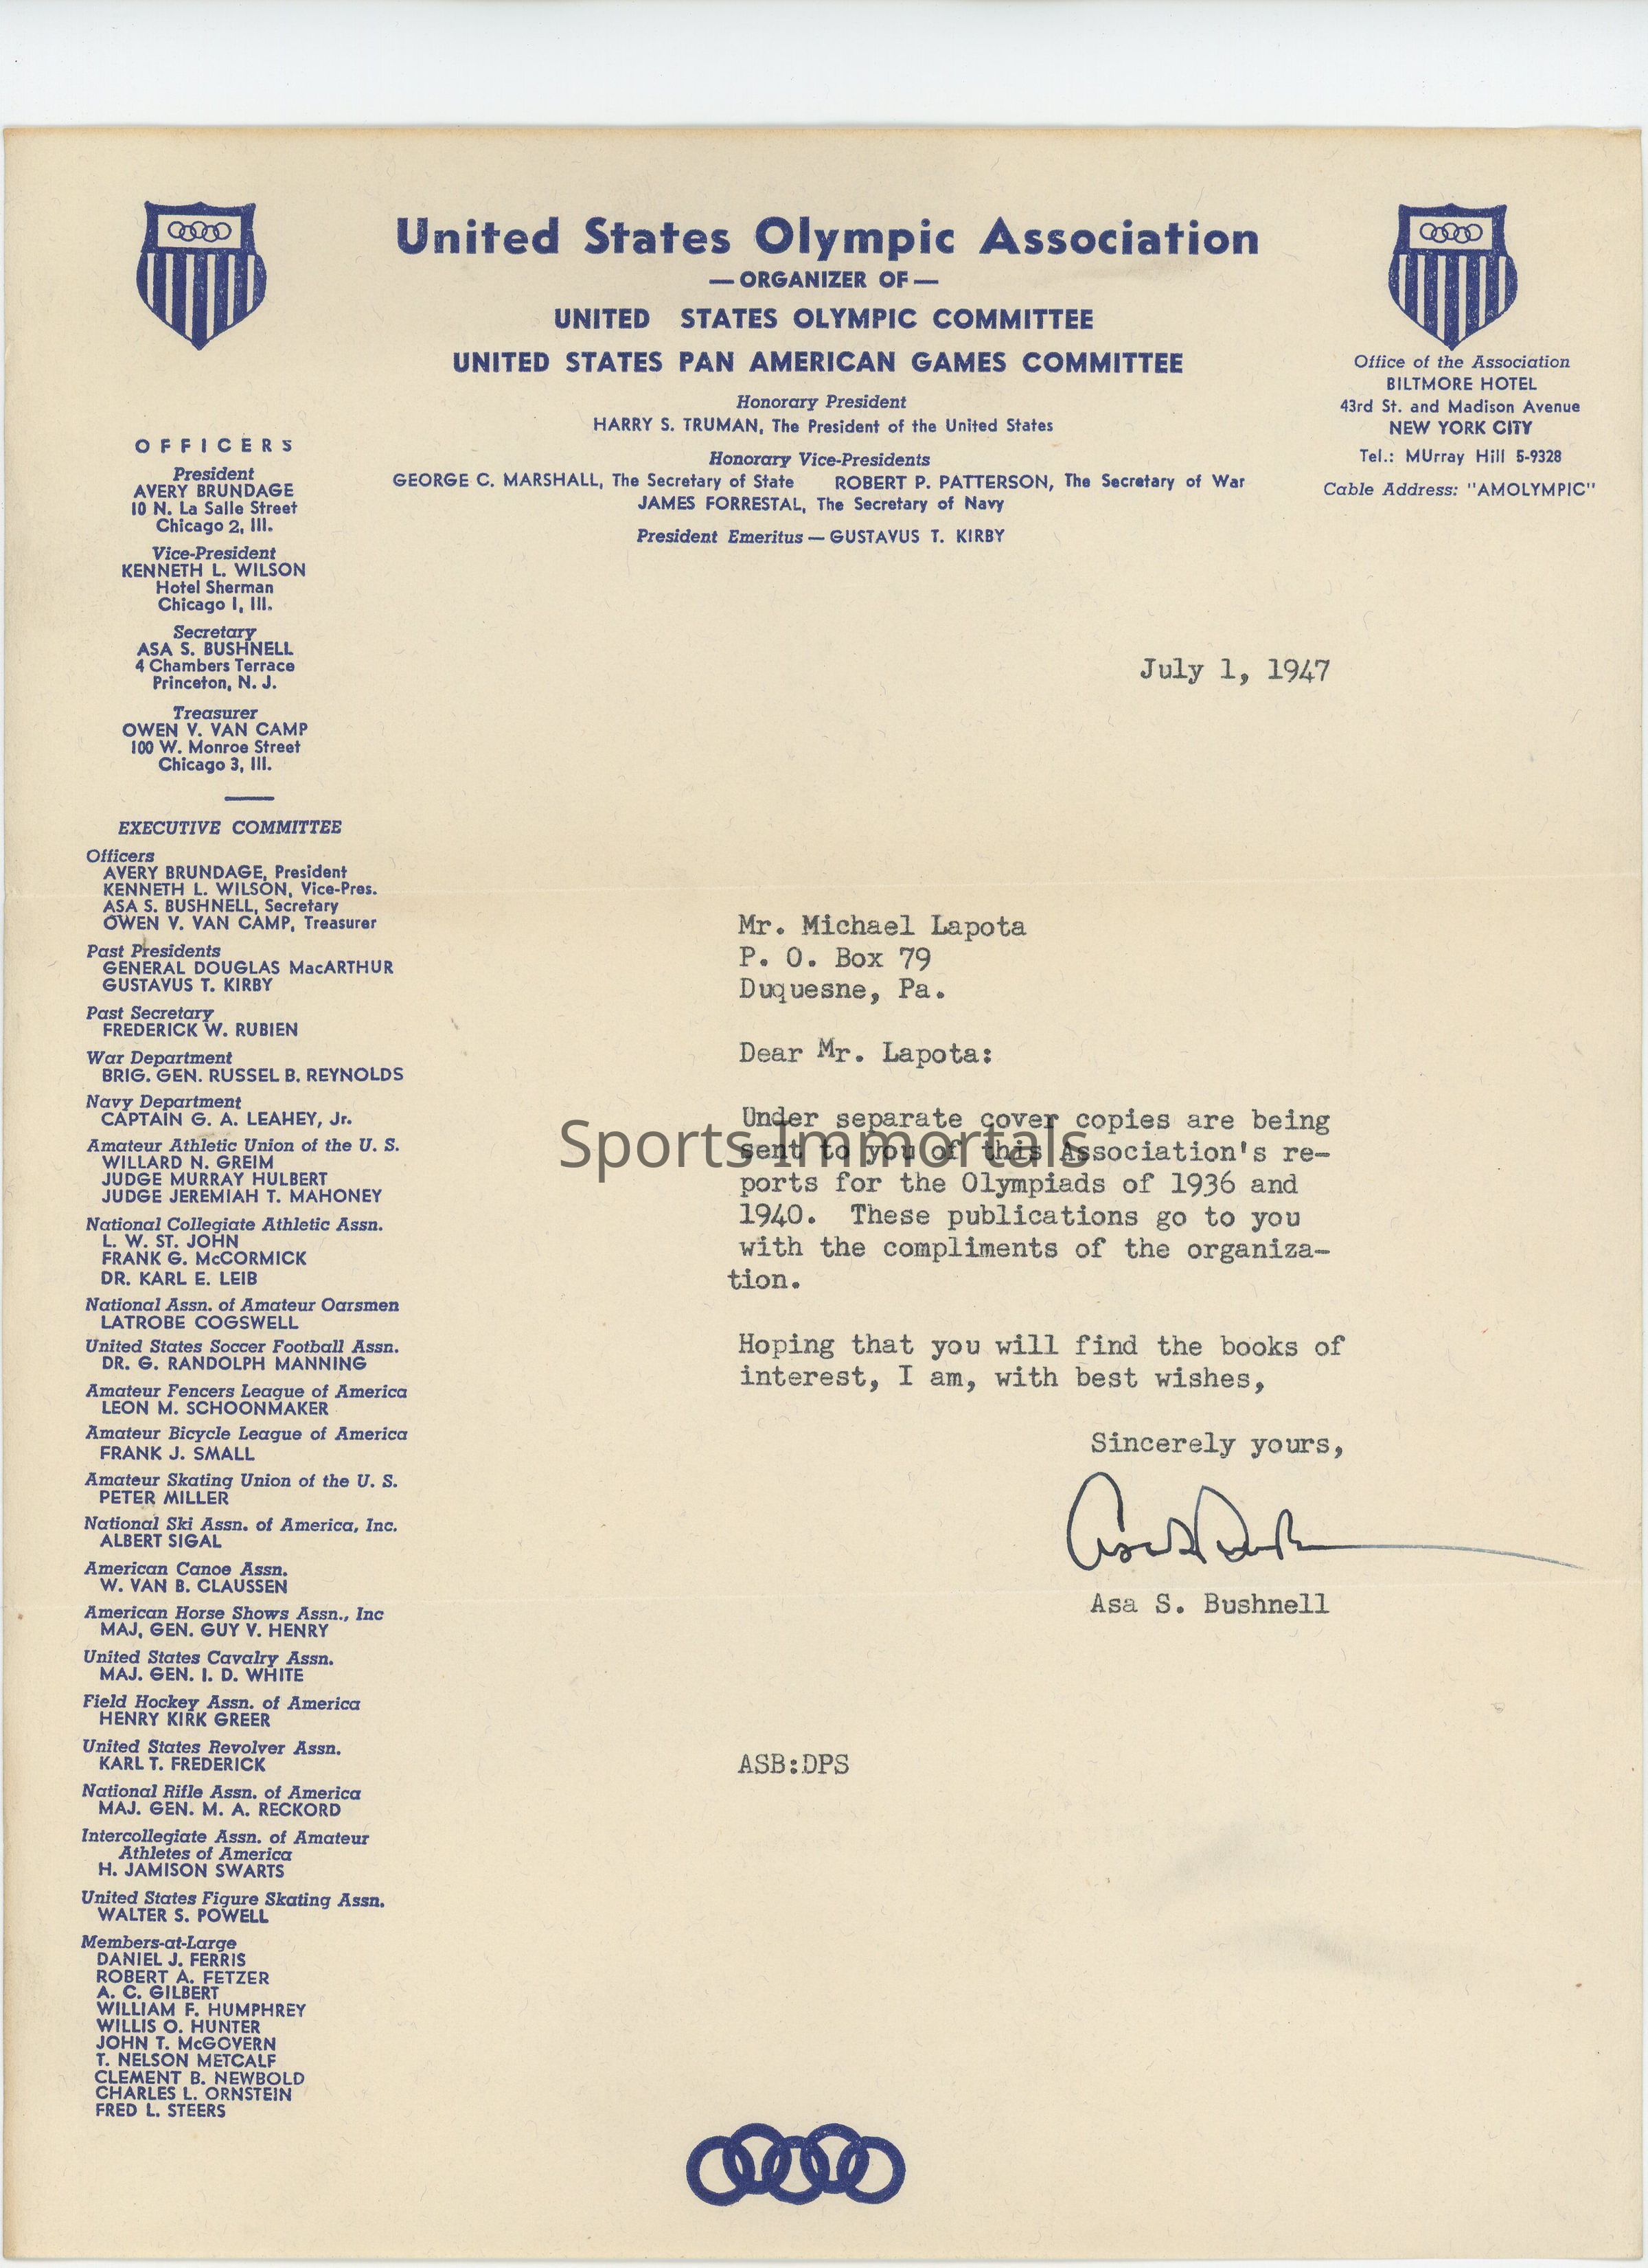 United States Olympic Association
—ORGANIZER OF—
UNITED STATES OLYMPIC COMMITTEE
UNITED STATES PAN AMERICAN GAMES COMMITTEE
Honorary President
HARRY S. TRUMAN, The President of the United States
Honorary Vice-Presidents
GEORGE C. MARSHALL, The Secretary of State ROBERT P. PATTERSON, The Secretary of War
JAMES FORRESTAL, The Secretary of Navy
President Emeritus — GUSTAVUS T. KIRBY
Office of the Association
BILTMORE HOTEL
43rd St. and Madison Avenue
NEW YORK CITY
Tel.: MUrray Hill 5-9328
Cable Address: "AMOLYMPIC"
OFFICERS
President
AVERY BRUNDAGE
10 N. La Salle Street
Chicago 2, Ill.
Vice-President
KENNETH L. WILSON
Hotel Sherman
Chicago 1, Ill.
Secretary
ASA S. BUSHNELL
4 Chambers Terrace
Princeton, N. J.
Treasurer
OWEN V. VAN CAMP
100 W. Monroe Street
Chicago 3, Ill.
EXECUTIVE COMMITTEE
Officers
AVERY BRUNDAGE, President
KENNETH L. WILSON, Vice-Pres.
ASA S. BUSHNELL, Secretary
OWEN V. VAN CAMP, Treasurer
Past Presidents
GENERAL DOUGLAS MacARTHUR
GUSTAVUS T. KIRBY
Past Secretary
FREDERICK W. RUBIEN
War Department
BRIG. GEN. RUSSEL B. REYNOLDS
Navy Department
CAPTAIN G. A. LEAHEY, Jr.
Amateur Athletic Union of the U. S.
WILLARD N. GREIM
JUDGE MURRAY HULBERT
JUDGE JEREMIAH T. MAHONEY
National Collegiate Athletic Assn.
L. W. ST. JOHN
FRANK G. McCORMICK
DR. KARL E. LEIB
National Assn. of Amateur Oarsmen
LATROBE COGSWELL
United States Soccer Football Assn.
DR. G. RANDOLPH MANNING
Amateur Fencers League of America
LEON M. SCHOONMAKER
Amateur Bicycle League of America
FRANK J. SMALL
Amateur Skating Union of the U. S.
PETER MILLER
National Ski Assn. of America, Inc.
ALBERT SIGAL
American Canoe Assn.
W. VAN B. CLAUSSEN
American Horse Shows Assn., Inc
MAJ. GEN. GUY V. HENRY
United States Cavalry Assn.
MAJ. GEN. I. D. WHITE
Field Hockey Assn. of America
HENRY KIRK GREER
United States Revolver Assn.
KARL T. FREDERICK
National Rifle Assn. of America
MAJ. GEN. M. A. RECKORD
Intercollegiate Assn. of Amateur
Athletes of America
H. JAMISON SWARTS
United States Figure Skating Assn.
WALTER S. POWELL
Members-at-Large
DANIEL J. FERRIS
ROBERT A. FETZER
A. C. GILBERT
WILLIAM F. HUMPHREY
WILLIS O. HUNTER
JOHN T. McGOVERN
T. NELSON METCALF
CLEMENT B. NEWBOLD
CHARLES L. ORNSTEIN
FRED L. STEERS
July 1, 1947
Mr. Michael Lapota
P. O. Box 79
Duquesne, Pa.
Dear Mr. Lapota:
Under separate cover copies are being
sent to you of this Association's re-
ports for the Olympiads of 1936 and
1940. These publications go to you
with the compliments of the organiza-
tion.
Hoping that you will find the books of
interest, I am, with best wishes,
Sincerely yours,
Asa S. Bushnell
ASB:DPS
Sports Immortals